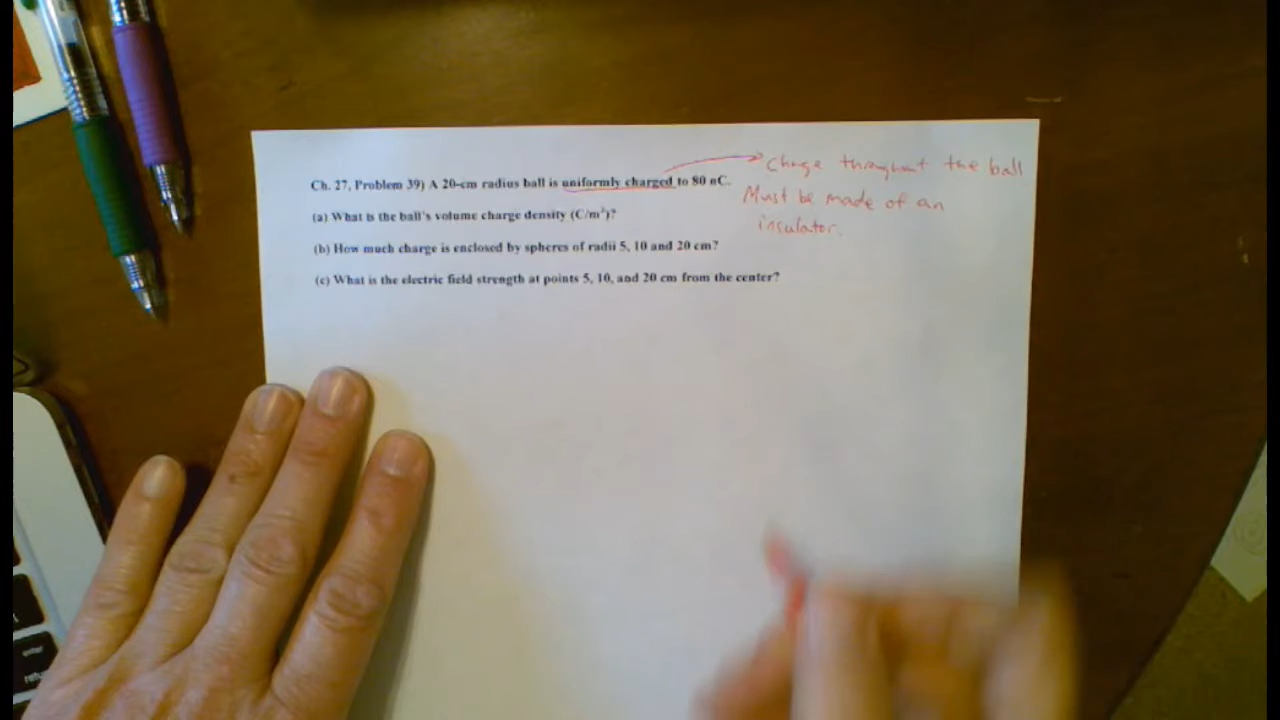 Ch. 27, Problem 39) A 20-cm radius ball is uniformly charged to 80 nC.
(a) What is the ball's volume charge density (C/m³)?
(b) How much charge is enclosed by spheres of radii 5, 10 and 20 cm?
(c) What is the electric field strength at points 5, 10, and 20 cm from the center?
Charge throughout the ball
Must be made of an
insulator.
enter
return